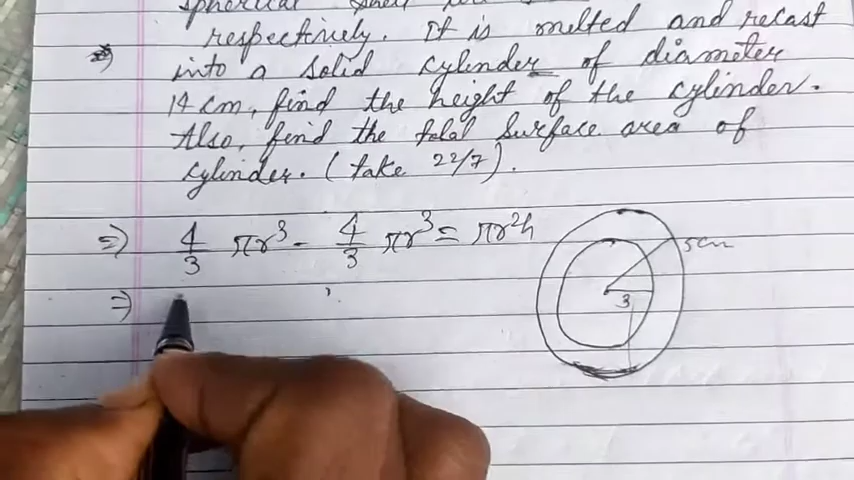 spherical shell
respectively. It is melted and recast
into a solid cylinder of diameter
14 cm, find the height of the cylinder.
Also, find the total surface area of
cylinder. (take 22/7).
=> 4/3 πr³ - 4/3 πr³ = πr²h
5cm
3
=>